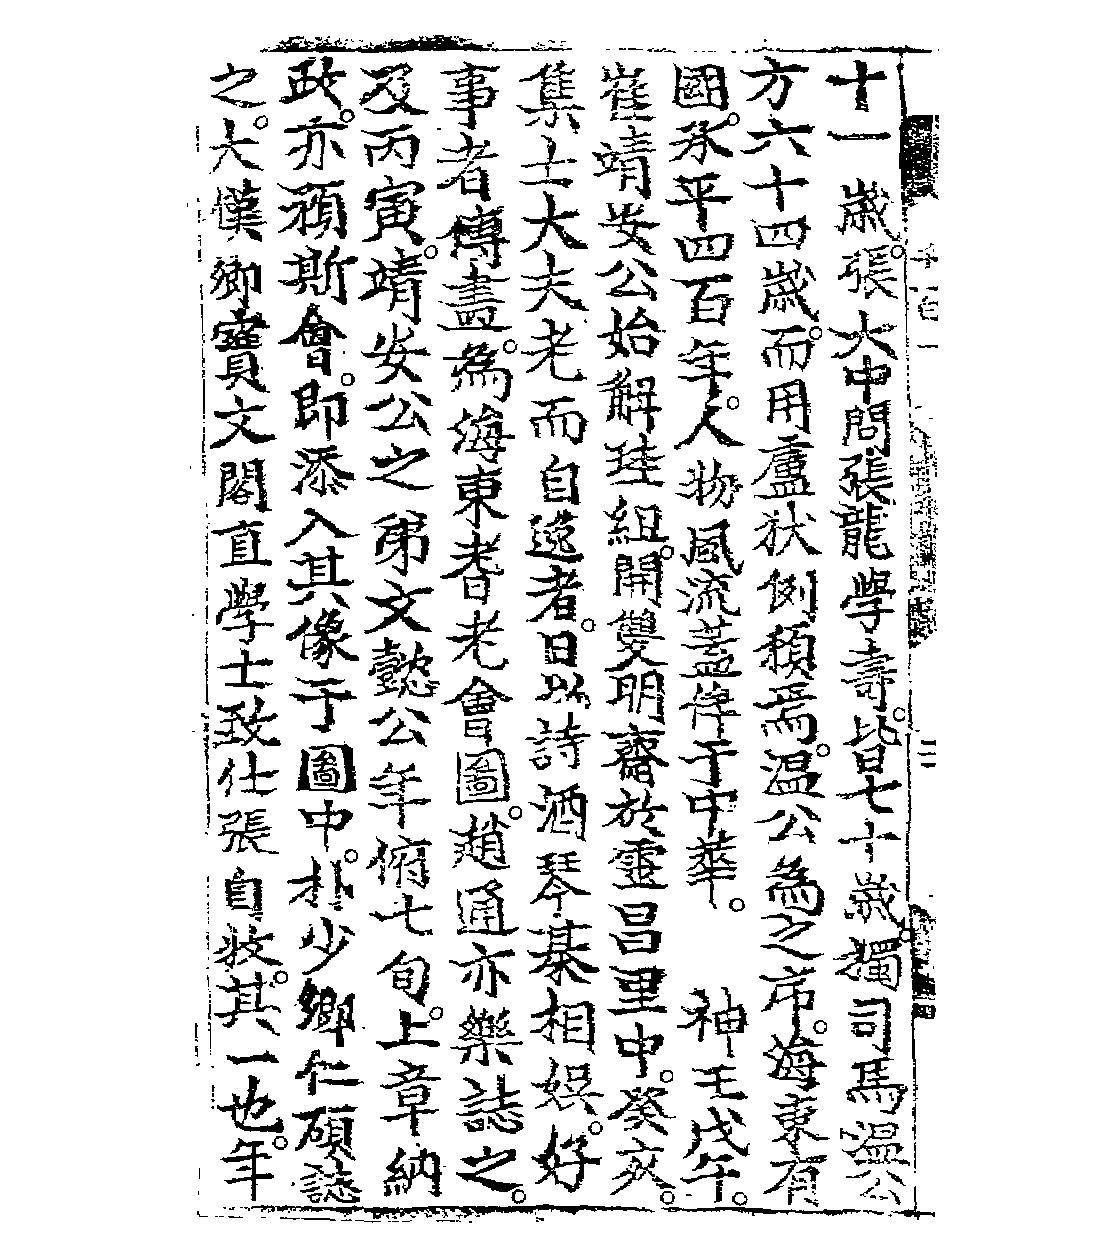 十一歲張大中問張龍學壽皆七十歲獨司馬溫公
方六十四歲而用盧狄例預焉溫公為之序海東有
國承平四百年人物風流蓋侔于中華　神王戊午
崔靖安公始解珪組開雙明齋於靈昌里中癸亥
集士大夫老而自逸者日以詩酒琴棊相娛好
事者傳畫為海東耆老會圖趙通亦樂誌之
及丙寅靖安公之弟文懿公年俯七旬上章納
政亦預斯會即添入其像于圖中朴少卿仁碩誌
之大僕卿寶文閣直學士致仕張自牧其一也年